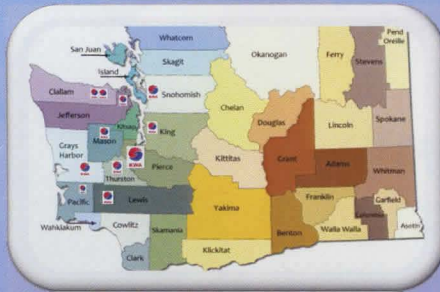 Whatcom
San Juan
Skagit
Island
Okanogan
Ferry
Stevens
Pend
Oreille
Clallam
Snohomish
Jefferson
Chelan
Kitsap
King
Douglas
Lincoln
Spokane
Grays
Harbor
Mason
Kittitas
Grant
Adams
Whitman
Thurston
Pierce
Pacific
Lewis
Yakima
Franklin
Garfield
Columbia
Wahkiakum
Cowlitz
Skamania
Benton
Walla Walla
Asotin
Clark
Klickitat